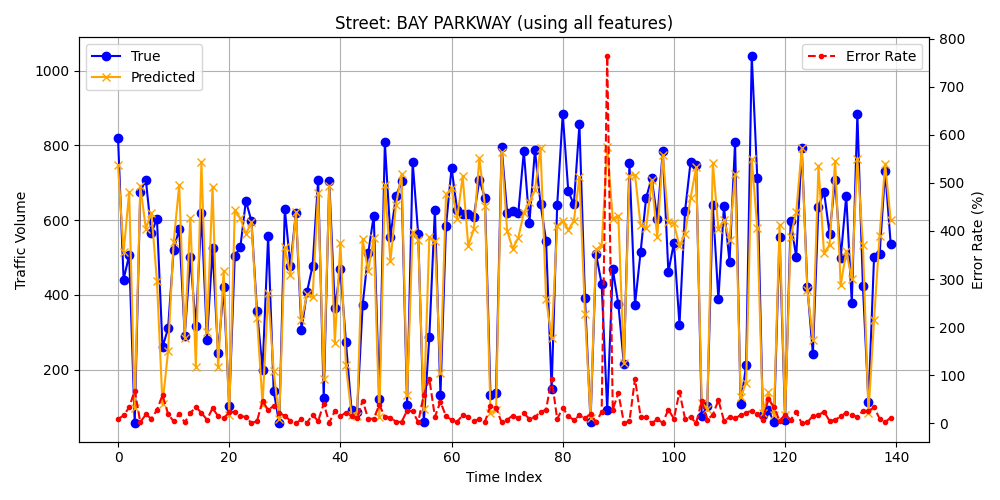 Street: BAY PARKWAY (using all features)
True
Predicted
Error Rate
Traffic Volume
1000
800
600
400
200
Error Rate (%)
800
700
600
500
400
300
200
100
0
0 20 40 60 80 100 120 140
Time Index